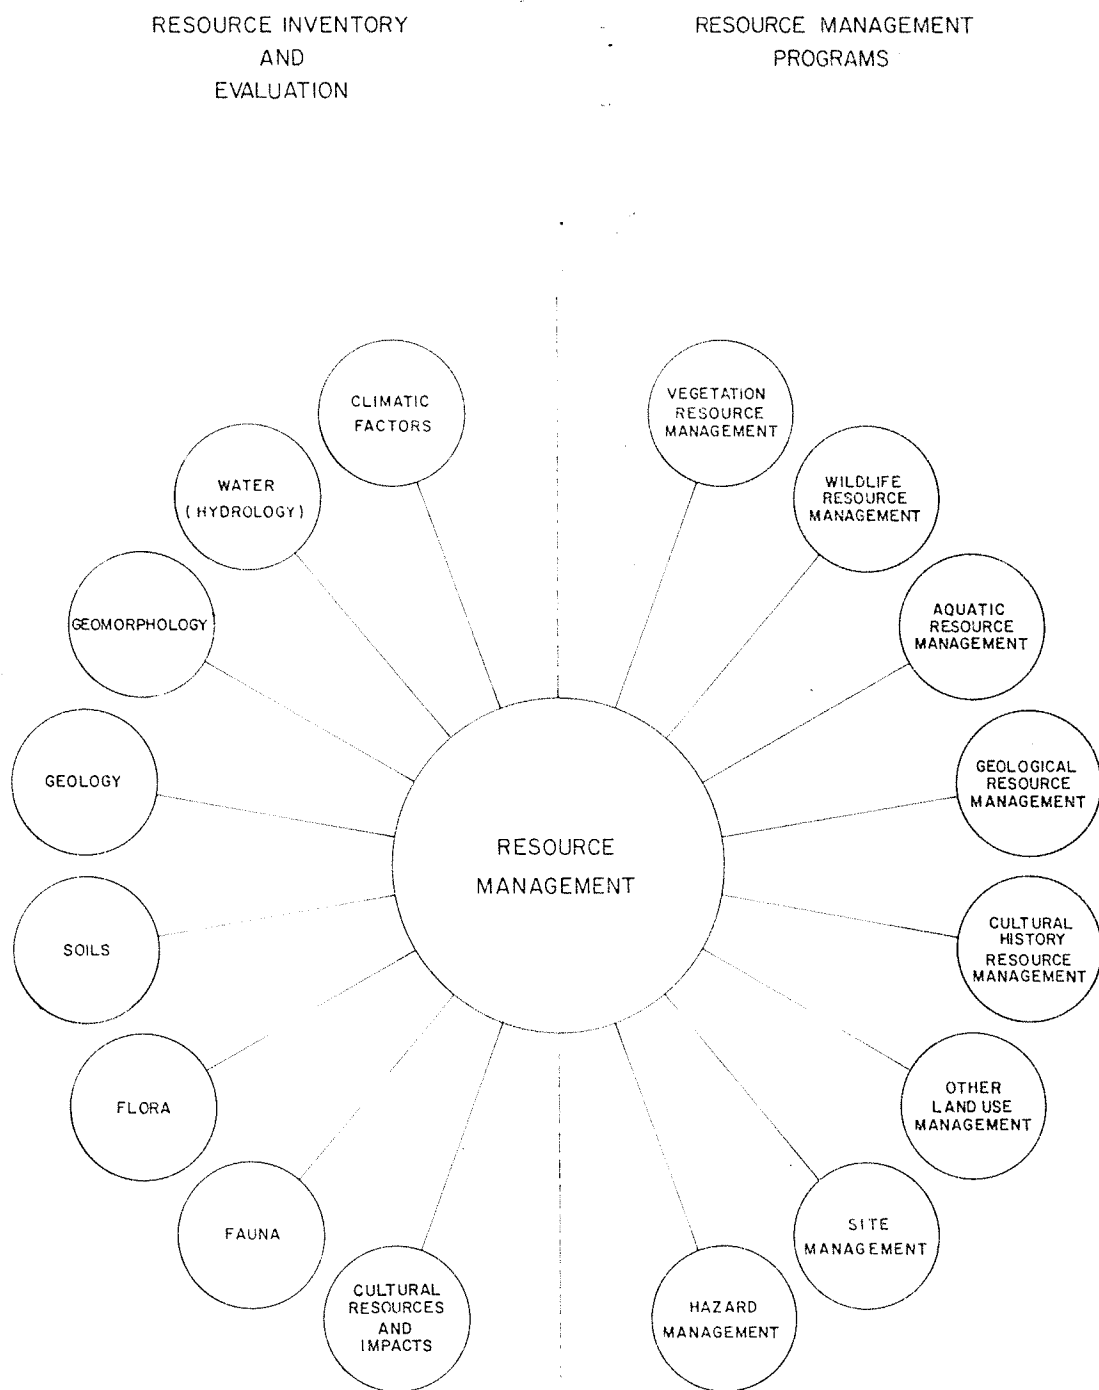 RESOURCE INVENTORY
AND
EVALUATION
RESOURCE MANAGEMENT
PROGRAMS
CLIMATIC
FACTORS
WATER
(HYDROLOGY)
GEOMORPHOLOGY
GEOLOGY
SOILS
FLORA
FAUNA
CULTURAL
RESOURCES
AND
IMPACTS
RESOURCE
MANAGEMENT
VEGETATION
RESOURCE
MANAGEMENT
WILDLIFE
RESOURCE
MANAGEMENT
AQUATIC
RESOURCE
MANAGEMENT
GEOLOGICAL
RESOURCE
MANAGEMENT
CULTURAL
HISTORY
RESOURCE
MANAGEMENT
OTHER
LAND USE
MANAGEMENT
SITE
MANAGEMENT
HAZARD
MANAGEMENT